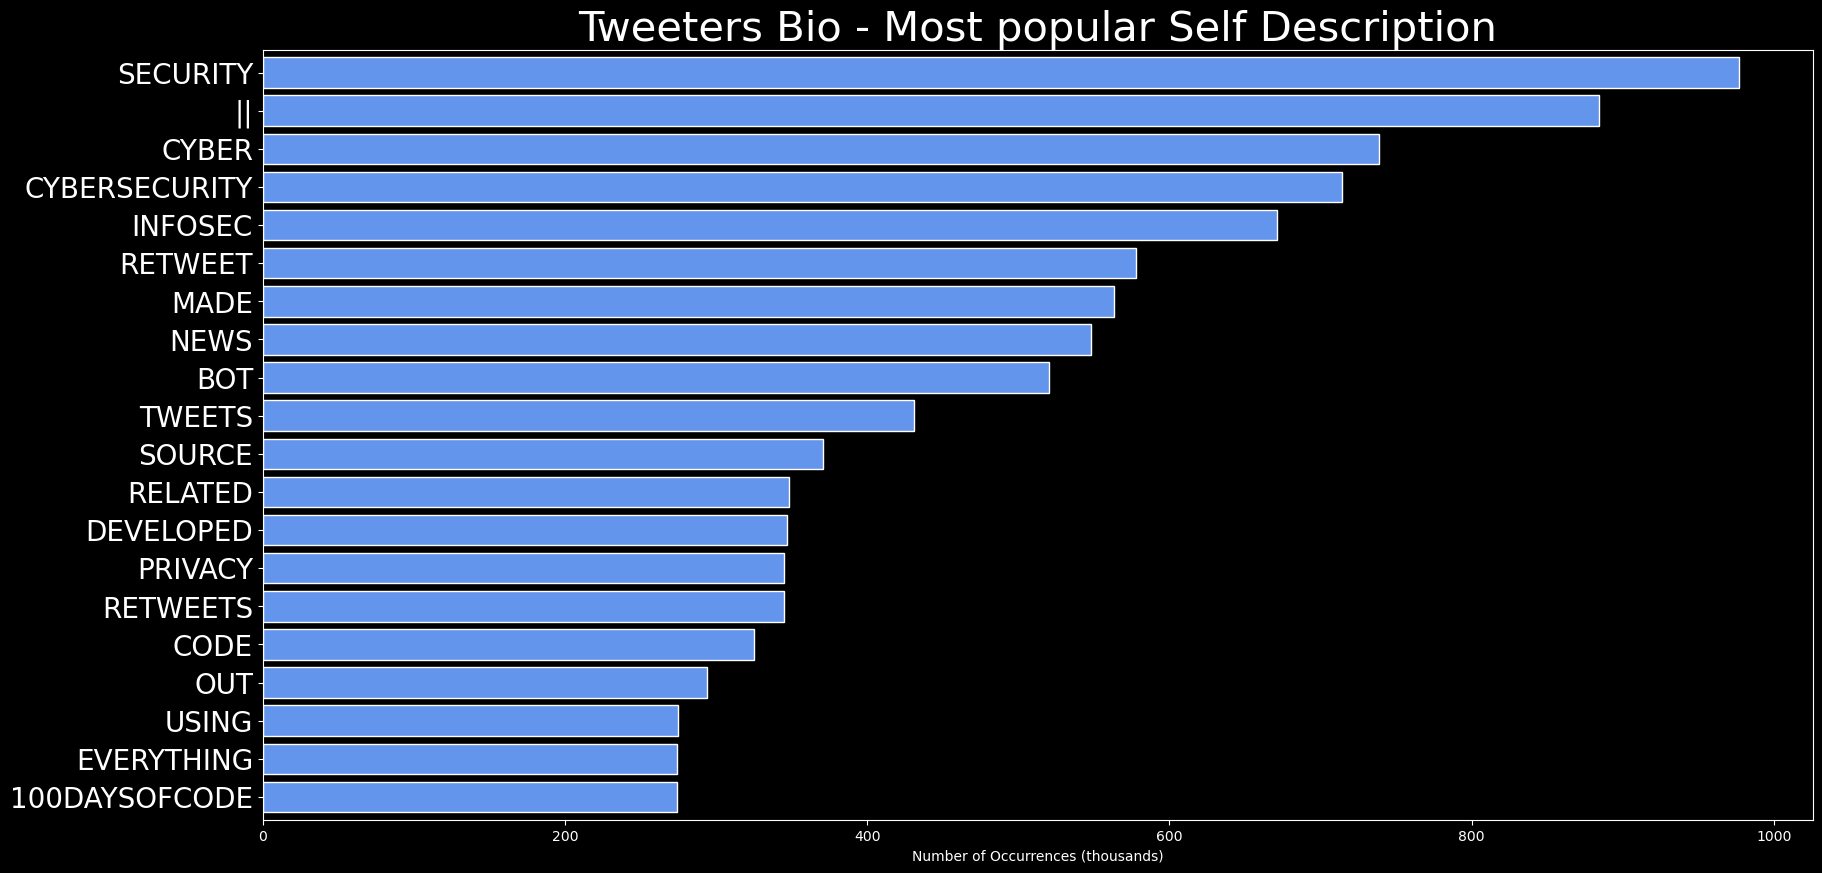 Tweeters Bio - Most popular Self Description
SECURITY
||
CYBER
CYBERSECURITY
INFOSEC
RETWEET
MADE
NEWS
BOT
TWEETS
SOURCE
RELATED
DEVELOPED
PRIVACY
RETWEETS
CODE
OUT
USING
EVERYTHING
100DAYSOFCODE
0 200 400 600 800 1000
Number of Occurrences (thousands)